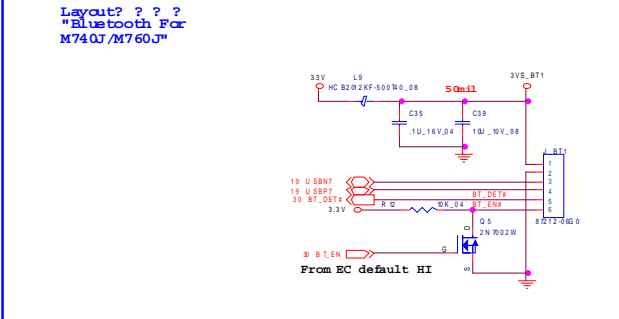 Layout? ? ? ?
"Bluetooth For
M740J/M760J"
3.3V
L9
HCB2012KF-500T40_08
50mil
3VS_BT1
C35
.1U_16V_04
C39
10U_10V_08
J_BT1
1
2
3
4
5
6
87212-06G0
19 USBN7
19 USBP7
30 BT_DET#
BT_DET#
3.3V
R12
10K_04
BT_EN#
Q5
2N7002W
D
G
S
30 BT_EN
From EC default HI